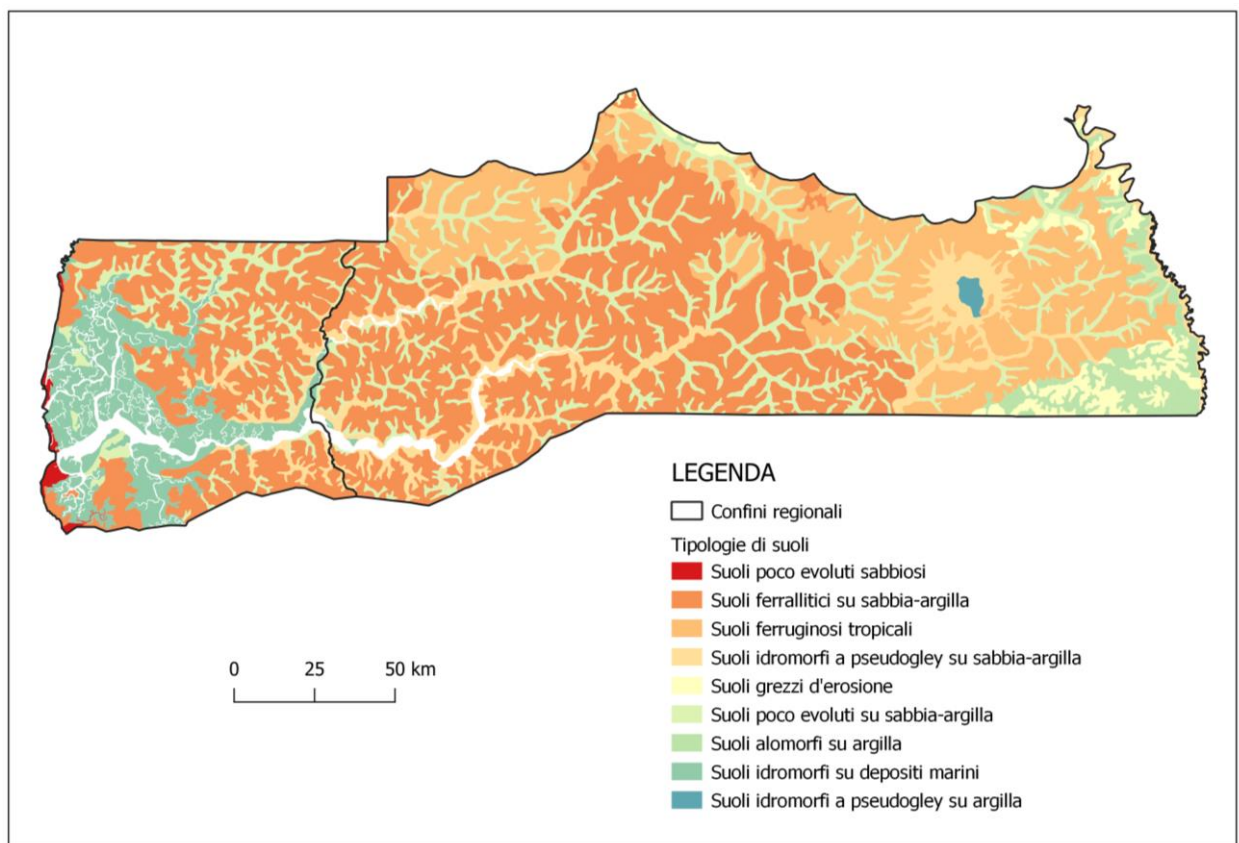 LEGENDA
Confini regionali
Tipologie di suoli
Suoli poco evoluti sabbiosi
Suoli ferrallitici su sabbia-argilla
Suoli ferruginosi tropicali
Suoli idromorfi a pseudogley su sabbia-argilla
Suoli grezzi d'erosione
Suoli poco evoluti su sabbia-argilla
Suoli alomorfi su argilla
Suoli idromorfi su depositi marini
Suoli idromorfi a pseudogley su argilla
0 25 50 km